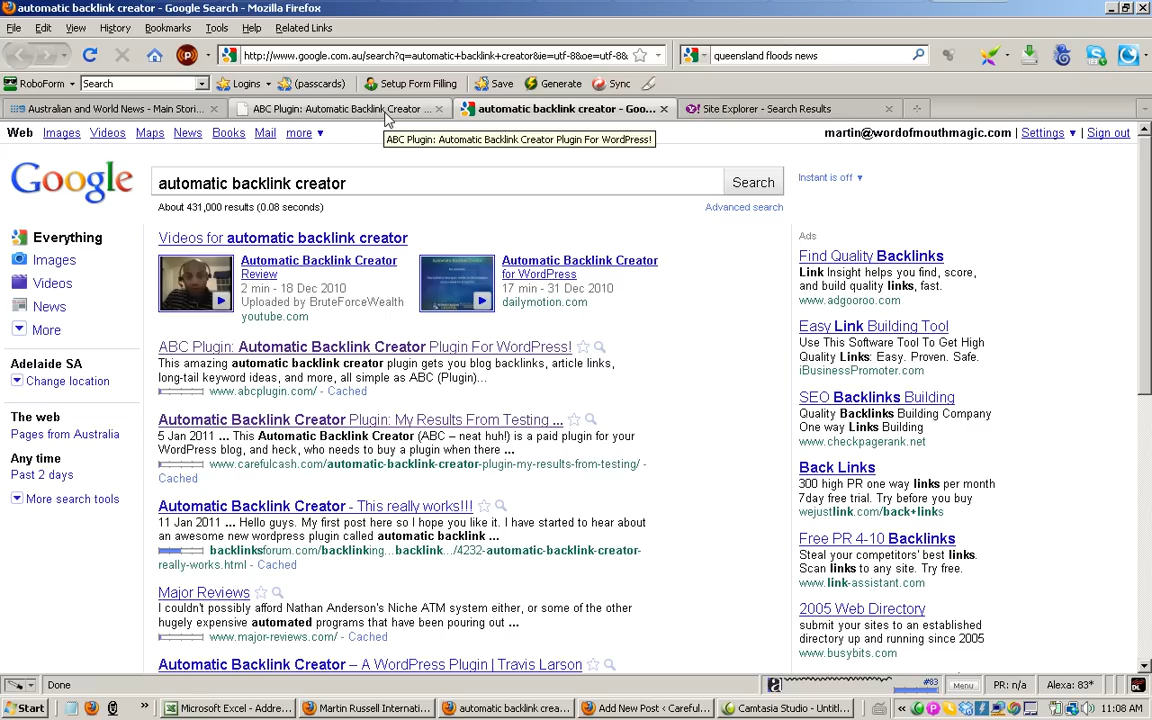 automatic backlink creator - Google Search - Mozilla Firefox
File Edit View History Bookmarks Tools Help Related Links
http://www.google.com.au/search?q=automatic+backlink+creator&ie=utf-8&oe=utf-8& queensland floods news
RoboForm Search Logins (passcards) Setup Form Filling Save Generate Sync
Australian and World News - Main Stori... ABC Plugin: Automatic Backlink Creator ... automatic backlink creator - Goo... Site Explorer - Search Results
Web Images Videos Maps News Books Mail more martin@wordofmouthmagic.com Settings Sign out
ABC Plugin: Automatic Backlink Creator Plugin For WordPress!
Google automatic backlink creator Search Instant is off
About 431,000 results (0.08 seconds) Advanced search
Everything
Images
Videos
News
More
Adelaide SA
Change location
The web
Pages from Australia
Any time
Past 2 days
More search tools
Videos for automatic backlink creator
Automatic Backlink Creator
Review
2 min - 18 Dec 2010
Uploaded by BruteForceWealth
youtube.com
Automatic Backlink Creator
for WordPress
17 min - 31 Dec 2010
dailymotion.com
ABC Plugin: Automatic Backlink Creator Plugin For WordPress!
This amazing automatic backlink creator plugin gets you blog backlinks, article links,
long-tail keyword ideas, and more, all simple as ABC (Plugin)...
www.abcplugin.com/ - Cached
Automatic Backlink Creator Plugin: My Results From Testing ...
5 Jan 2011 ... This Automatic Backlink Creator (ABC – neat huh!) is a paid plugin for your
WordPress blog, and heck, who needs to buy a plugin when there ...
www.carefulcash.com/automatic-backlink-creator-plugin-my-results-from-testing/ -
Cached
Automatic Backlink Creator - This really works!!!
11 Jan 2011 ... Hello guys. My first post here so I hope you like it. I have started to hear about
an awesome new wordpress plugin called automatic backlink ...
backlinksforum.com/backlinking...backlink.../4232-automatic-backlink-creator-
really-works.html - Cached
Major Reviews
I couldn't possibly afford Nathan Anderson's Niche ATM system either, or some of the other
hugely expensive automated programs that have been pouring out ...
www.major-reviews.com/ - Cached
Automatic Backlink Creator – A WordPress Plugin | Travis Larson
Ads
Find Quality Backlinks
Link Insight helps you find, score,
and build quality links, fast.
www.adgooroo.com
Easy Link Building Tool
Use This Software Tool To Get High
Quality Links: Easy. Proven. Safe.
iBusinessPromoter.com
SEO Backlinks Building
Quality Backlinks Building Company
One way Links Building
www.checkpagerank.net
Back Links
300 high PR one way links per month
7day free trial. Try before you buy
wejustlink.com/back+links
Free PR 4-10 Backlinks
Steal your competitors' best links.
Scan links to any site. Try free.
www.link-assistant.com
2005 Web Directory
submit your sites to an established
directory up and running since 2005
www.busybits.com
Done #83 Menu PR: n/a Alexa: 83*
Start Microsoft Excel - Addre... Martin Russell Internati... automatic backlink crea... Add New Post ‹ Careful... Camtasia Studio - Untitl... 11:08 AM